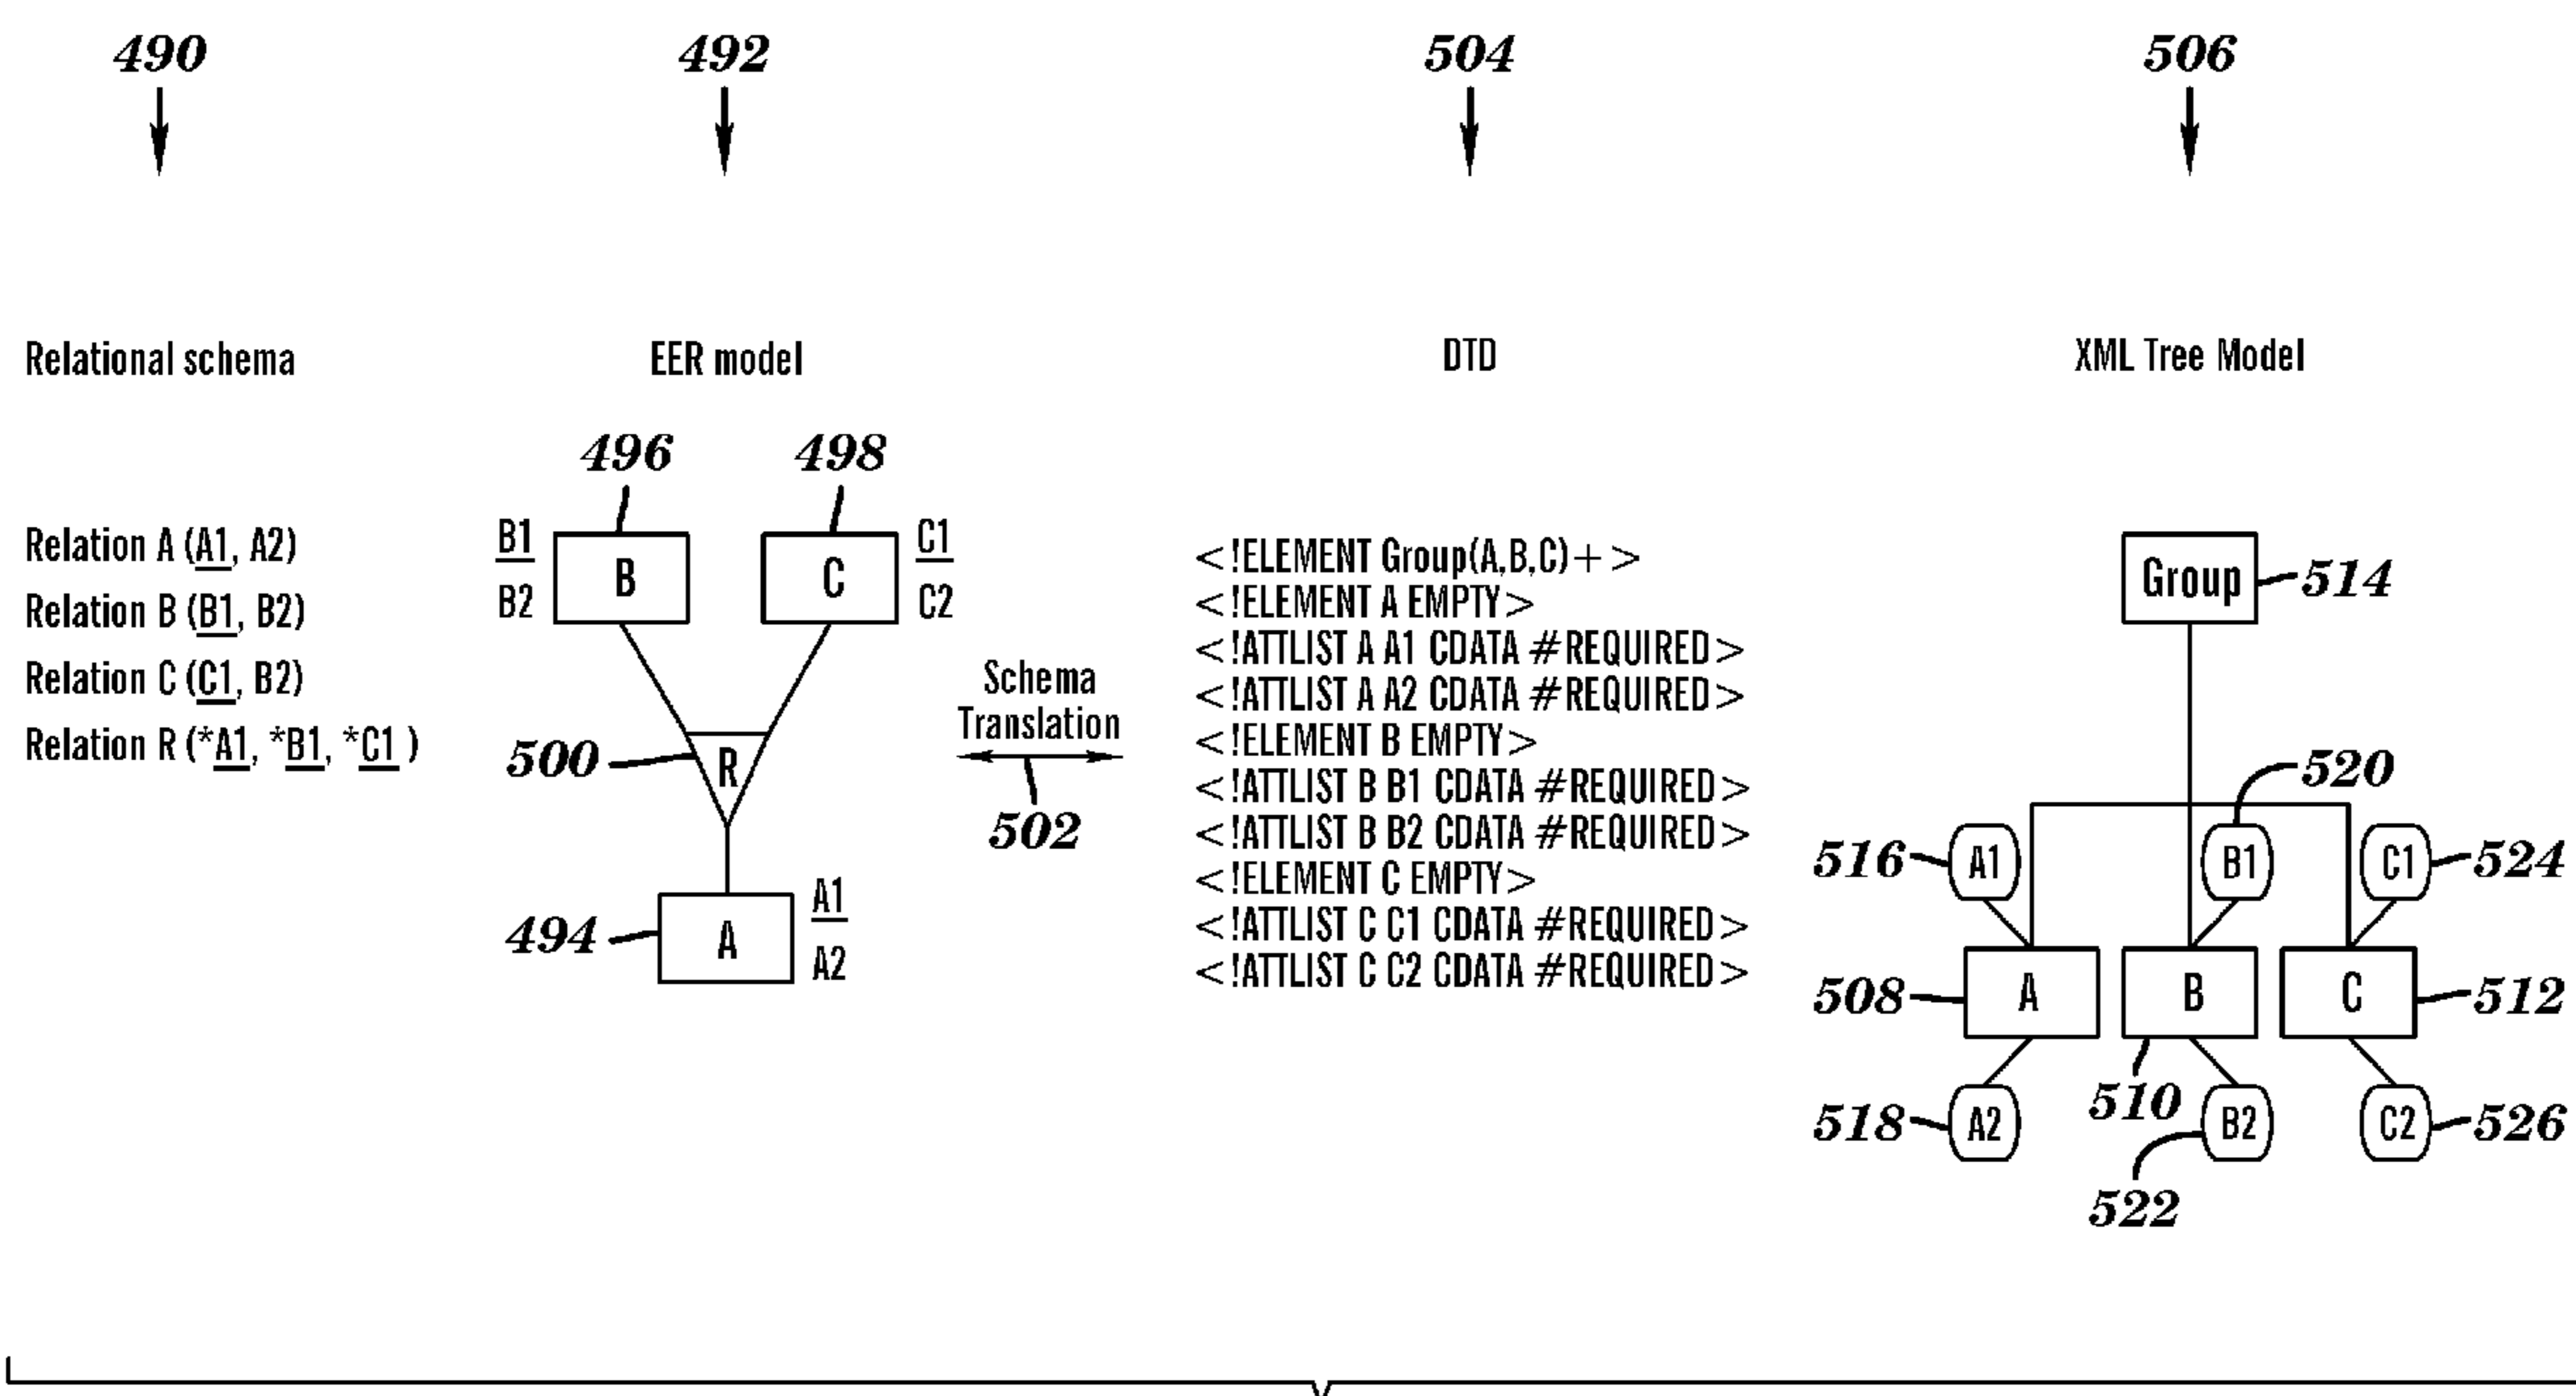 490
492
504
506
Relational schema
EER model
DTD
XML Tree Model
Relation A (A1, A2)
Relation B (B1, B2)
Relation C (C1, B2)
Relation R (*A1, *B1, *C1 )
496
498
B1
B2
B
C
C1
C2
500
R
494
A
A1
A2
Schema
Translation
502
<!ELEMENT Group(A,B,C)+ >
<!ELEMENT A EMPTY>
<!ATTLIST A A1 CDATA #REQUIRED>
<!ATTLIST A A2 CDATA #REQUIRED>
<!ELEMENT B EMPTY>
<!ATTLIST B B1 CDATA #REQUIRED>
<!ATTLIST B B2 CDATA #REQUIRED>
<!ELEMENT C EMPTY>
<!ATTLIST C C1 CDATA #REQUIRED>
<!ATTLIST C C2 CDATA #REQUIRED>
Group
514
520
516
A1
B1
C1
524
508
A
B
C
512
510
518
A2
B2
C2
526
522